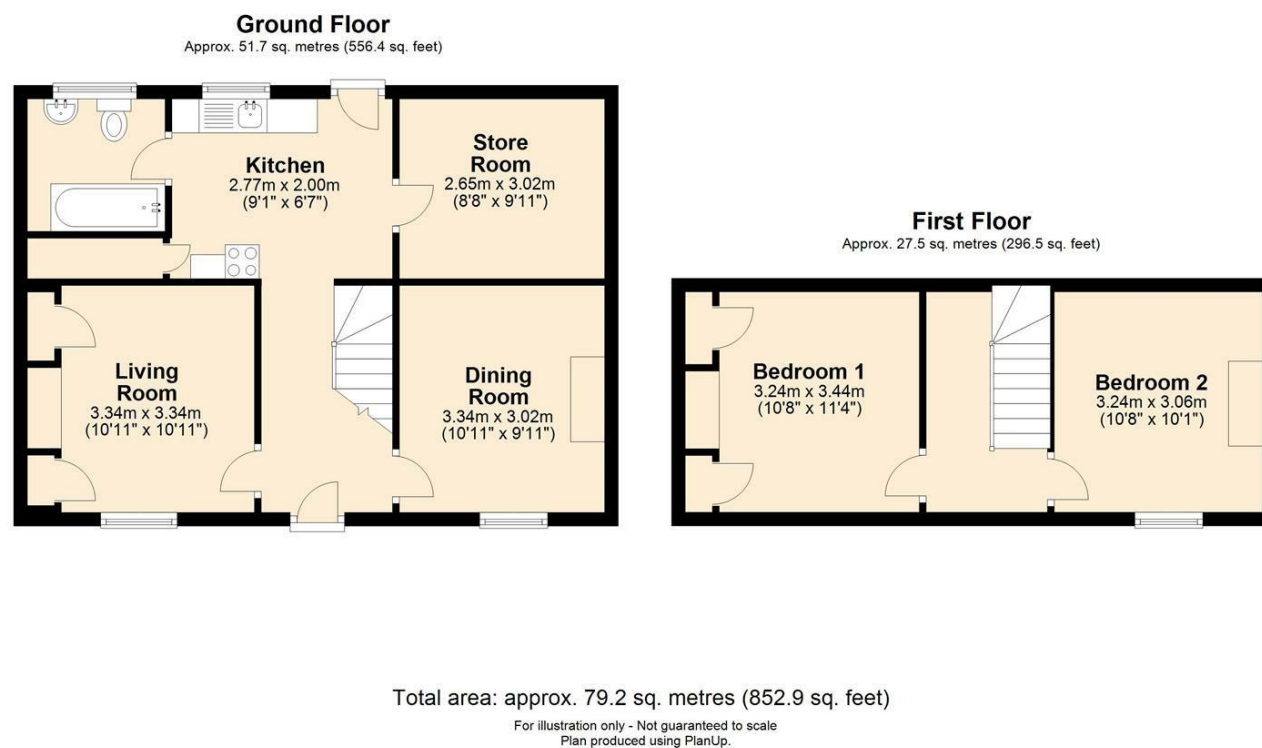 Ground Floor
Approx. 51.7 sq. metres (556.4 sq. feet)
Kitchen
2.77m x 2.00m
(9'1" x 6'7")
Store
Room
2.65m x 3.02m
(8'8" x 9'11")
Living
Room
3.34m x 3.34m
(10'11" x 10'11")
Dining
Room
3.34m x 3.02m
(10'11" x 9'11")
First Floor
Approx. 27.5 sq. metres (296.5 sq. feet)
Bedroom 1
3.24m x 3.44m
(10'8" x 11'4")
Bedroom 2
3.24m x 3.06m
(10'8" x 10'1")
Total area: approx. 79.2 sq. metres (852.9 sq. feet)
For illustration only - Not guaranteed to scale
Plan produced using PlanUp.